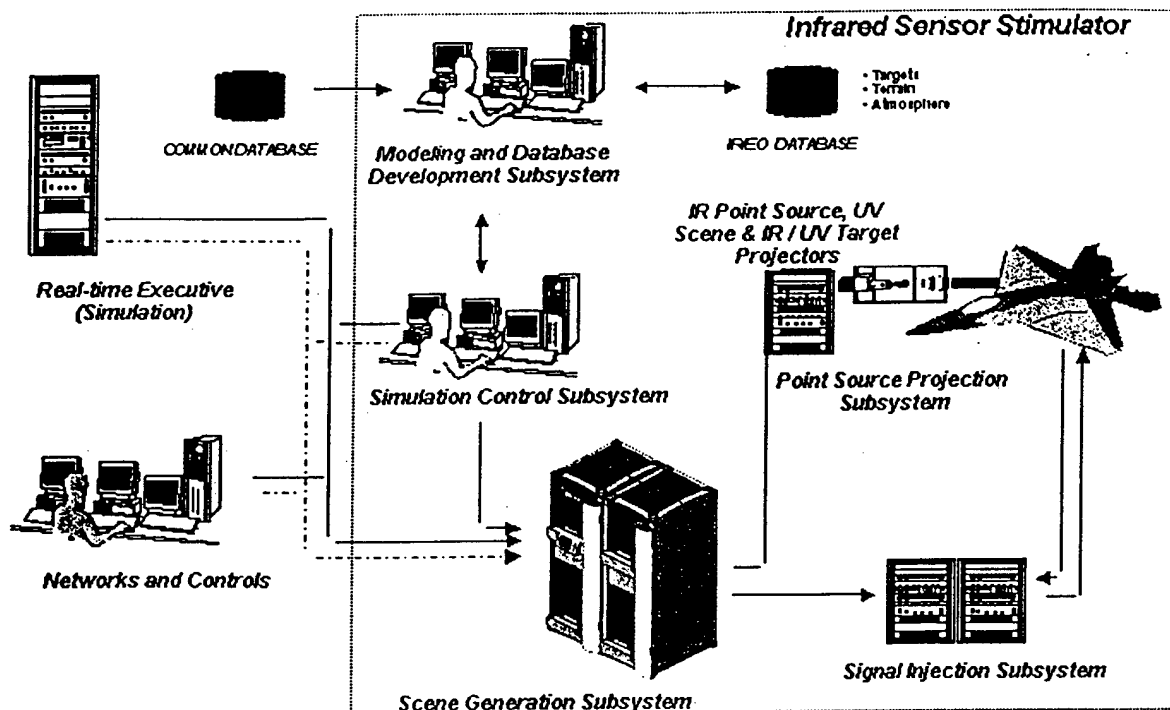 Infrared Sensor Stimulator
• Targets
• Terrain
• Atmosphere
COMMON DATABASE
IREO DATABASE
Modeling and Database
Development Subsystem
IR Point Source, UV
Scene & IR / UV Target
Projectors
Real-time Executive
(Simulation)
Simulation Control Subsystem
Point Source Projection
Subsystem
Networks and Controls
Signal Injection Subsystem
Scene Generation Subsystem